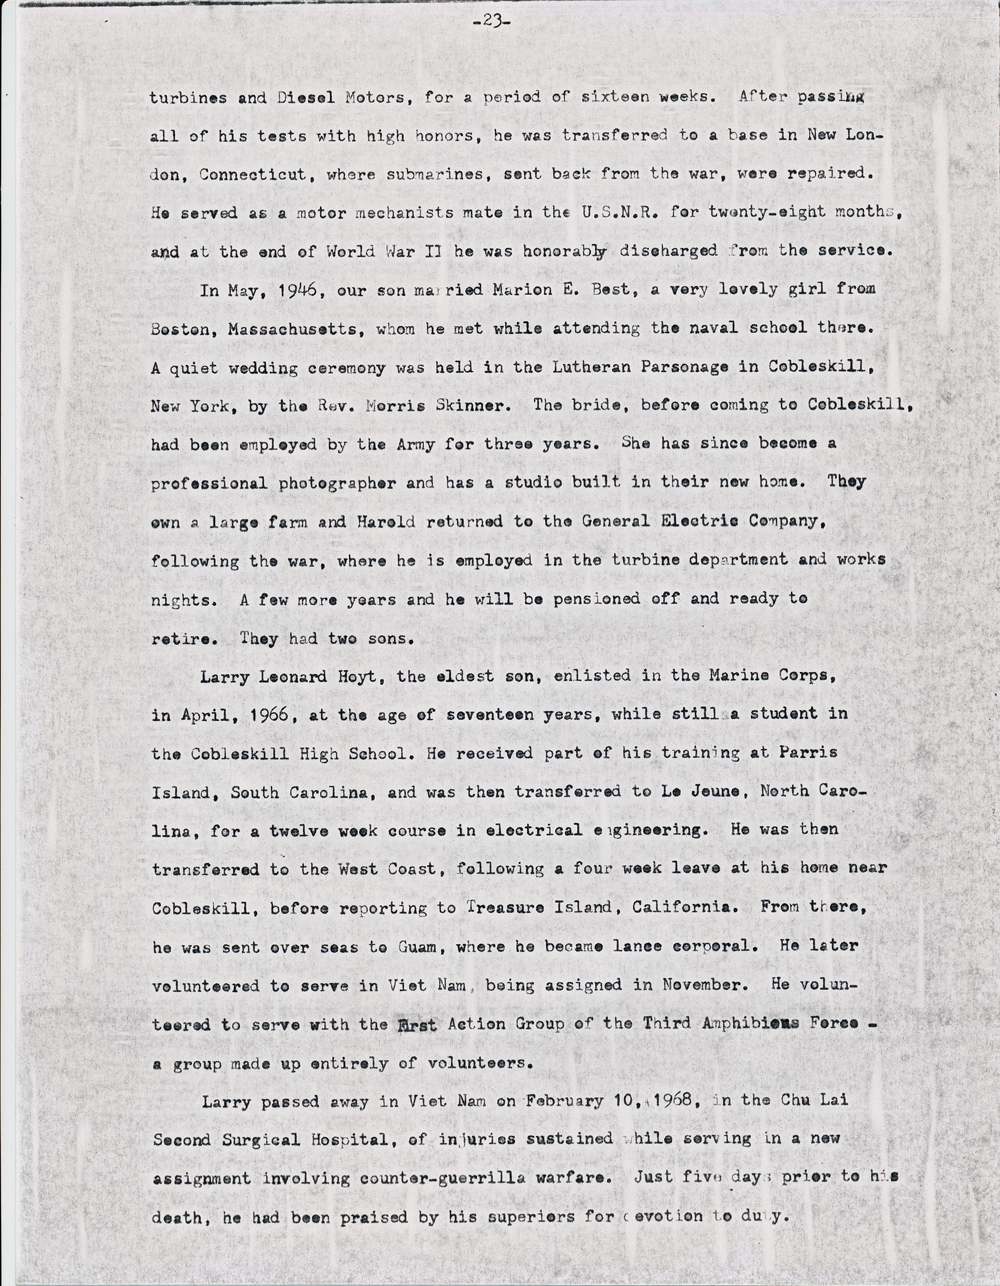 -23-
turbines and Diesel Motors, for a period of sixteen weeks. After passing
all of his tests with high honors, he was transferred to a base in New Lon-
don, Connecticut, where submarines, sent back from the war, were repaired.
He served as a motor mechanists mate in the U.S.N.R. for twenty-eight months,
and at the end of World War II he was honorably discharged from the service.
In May, 1946, our son married Marion E. Best, a very lovely girl from
Boston, Massachusetts, whom he met while attending the naval school there.
A quiet wedding ceremony was held in the Lutheran Parsonage in Cobleskill,
New York, by the Rev. Morris Skinner. The bride, before coming to Cobleskill,
had been employed by the Army for three years. She has since become a
professional photographer and has a studio built in their new home. They
own a large farm and Harold returned to the General Electric Company,
following the war, where he is employed in the turbine department and works
nights. A few more years and he will be pensioned off and ready to
retire. They had two sons.
Larry Leonard Hoyt, the eldest son, enlisted in the Marine Corps,
in April, 1966, at the age of seventeen years, while still a student in
the Cobleskill High School. He received part of his training at Parris
Island, South Carolina, and was then transferred to Le Jeune, North Caro-
lina, for a twelve week course in electrical engineering. He was then
transferred to the West Coast, following a four week leave at his home near
Cobleskill, before reporting to Treasure Island, California. From there,
he was sent over seas to Guam, where he became lance corporal. He later
volunteered to serve in Viet Nam, being assigned in November. He volun-
teered to serve with the First Action Group of the Third Amphibious Force -
a group made up entirely of volunteers.
Larry passed away in Viet Nam on February 10, 1968, in the Chu Lai
Second Surgical Hospital, of injuries sustained while serving in a new
assignment involving counter-guerrilla warfare. Just five days prior to his
death, he had been praised by his superiors for devotion to duty.